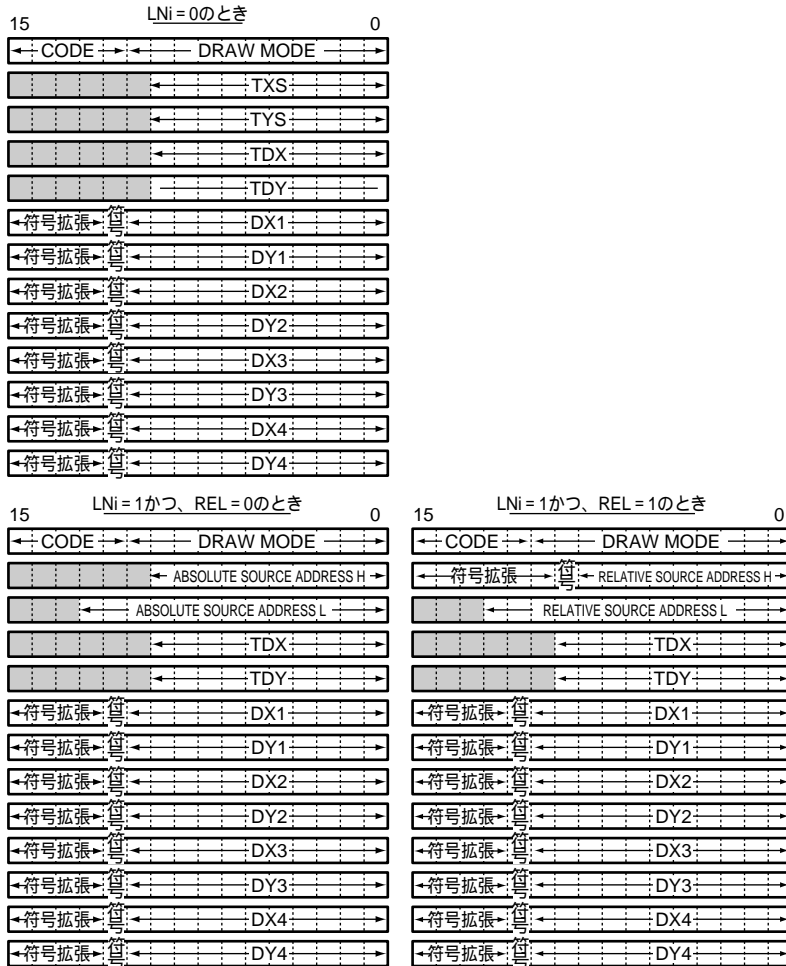 LNi = 0のとき
15 0
CODE DRAW MODE
TXS
TYS
TDX
TDY
符号拡張 符号 DX1
符号拡張 符号 DY1
符号拡張 符号 DX2
符号拡張 符号 DY2
符号拡張 符号 DX3
符号拡張 符号 DY3
符号拡張 符号 DX4
符号拡張 符号 DY4
LNi = 1かつ、REL = 0のとき
15 0
CODE DRAW MODE
ABSOLUTE SOURCE ADDRESS H
ABSOLUTE SOURCE ADDRESS L
TDX
TDY
符号拡張 符号 DX1
符号拡張 符号 DY1
符号拡張 符号 DX2
符号拡張 符号 DY2
符号拡張 符号 DX3
符号拡張 符号 DY3
符号拡張 符号 DX4
符号拡張 符号 DY4
LNi = 1かつ、REL = 1のとき
15 0
CODE DRAW MODE
符号拡張 符号 RELATIVE SOURCE ADDRESS H
RELATIVE SOURCE ADDRESS L
TDX
TDY
符号拡張 符号 DX1
符号拡張 符号 DY1
符号拡張 符号 DX2
符号拡張 符号 DY2
符号拡張 符号 DX3
符号拡張 符号 DY3
符号拡張 符号 DX4
符号拡張 符号 DY4